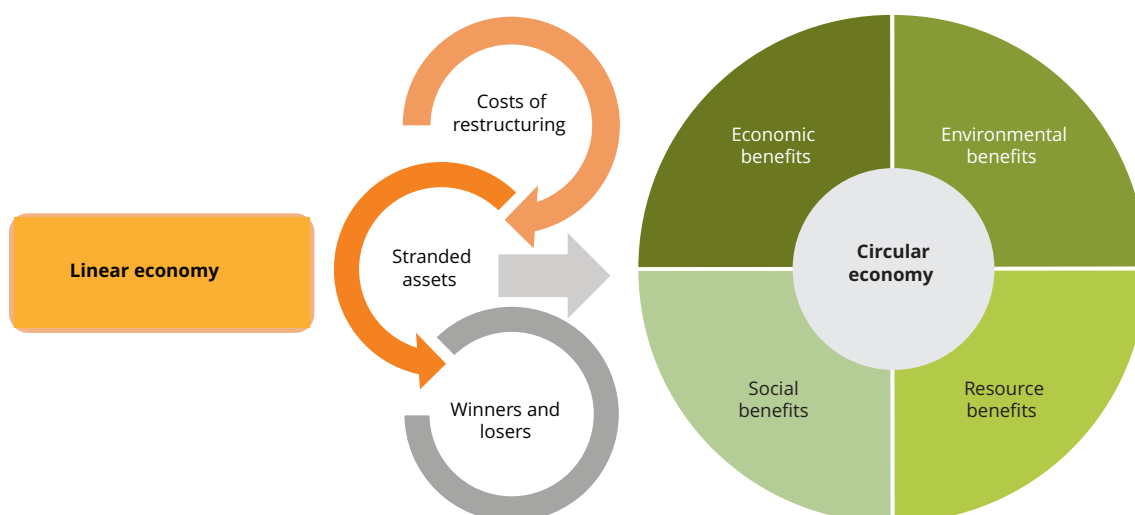 Linear economy
Costs of
restructuring
Stranded
assets
Winners and
losers
Economic
benefits
Environmental
benefits
Circular
economy
Social
benefits
Resource
benefits